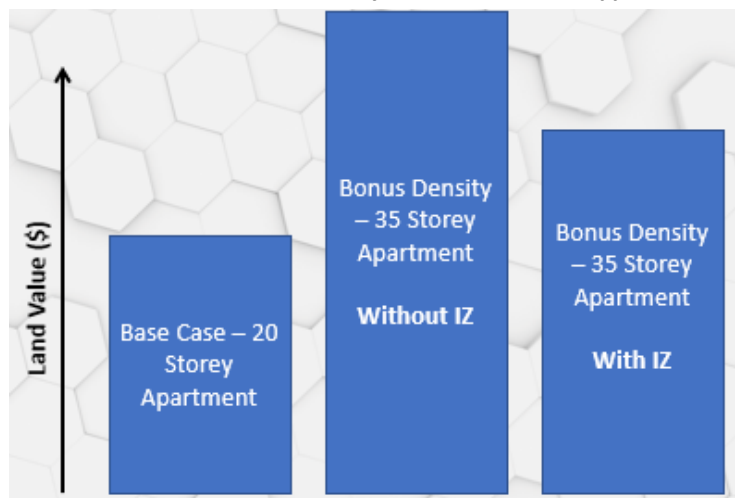 Land Value ($)
Base Case – 20
Storey
Apartment
Bonus Density
– 35 Storey
Apartment
Without IZ
Bonus Density
– 35 Storey
Apartment
With IZ